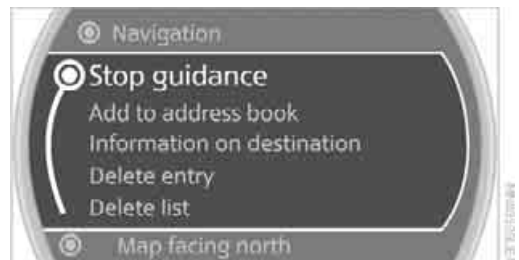 Navigation
Stop guidance
Add to address book
Information on destination
Delete entry
Delete list
Map facing north